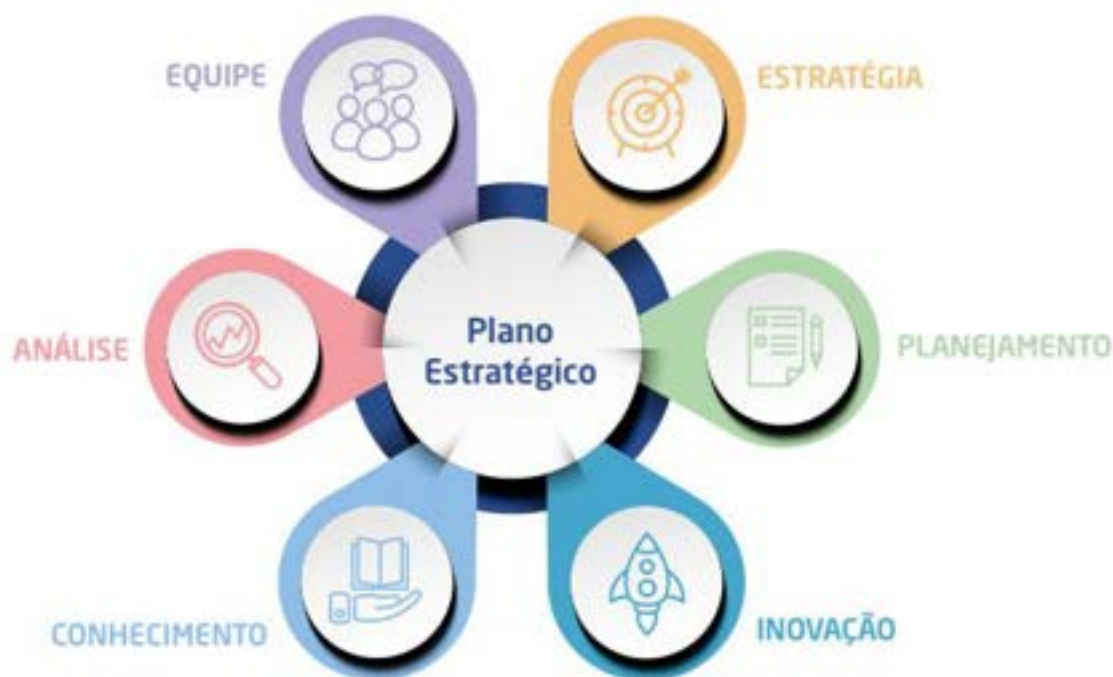 EQUIPE
ESTRATÉGIA
ANÁLISE
Plano
Estratégico
PLANEJAMENTO
CONHECIMENTO
INOVAÇÃO